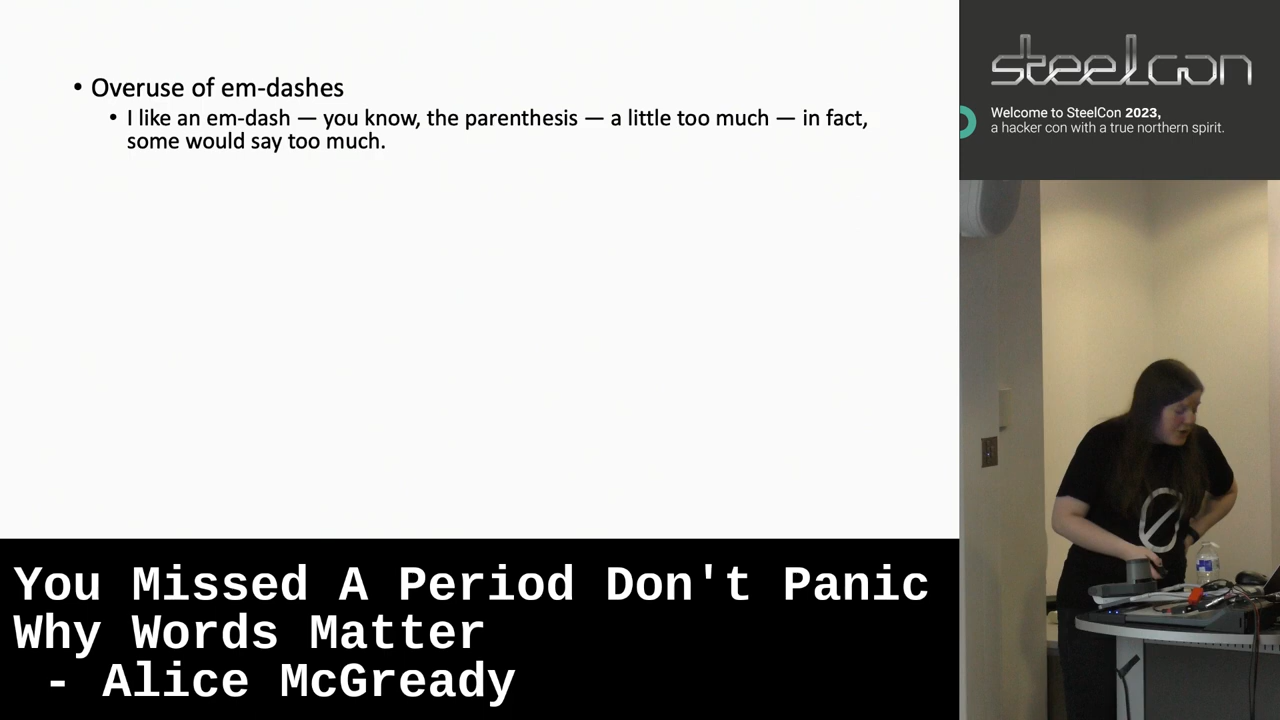 • Overuse of em-dashes
• I like an em-dash — you know, the parenthesis — a little too much — in fact,
some would say too much.
steelcon
Welcome to SteelCon 2023,
a hacker con with a true northern spirit.
You Missed A Period Don't Panic
Why Words Matter
- Alice McGready